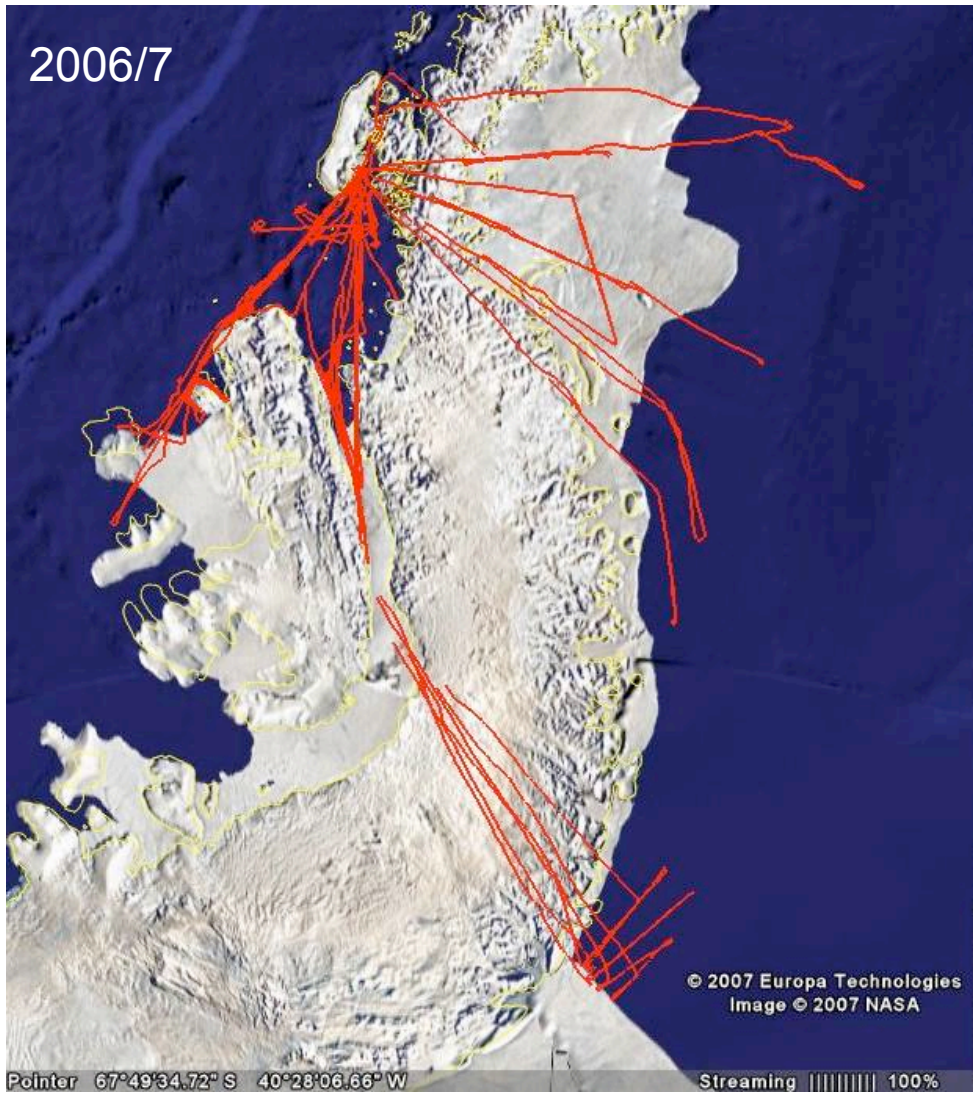 2006/7
© 2007 Europa Technologies
Image © 2007 NASA
Pointer 67°49'34.72" S 40°28'06.66" W Streaming |||||||||| 100%